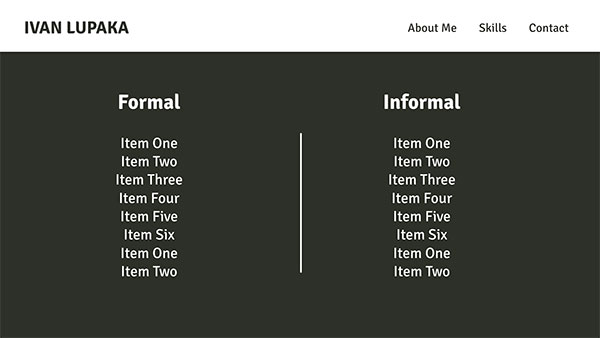 IVAN LUPAKA
About Me Skills Contact
Formal
Item One
Item Two
Item Three
Item Four
Item Five
Item Six
Item One
Item Two
Informal
Item One
Item Two
Item Three
Item Four
Item Five
Item Six
Item One
Item Two